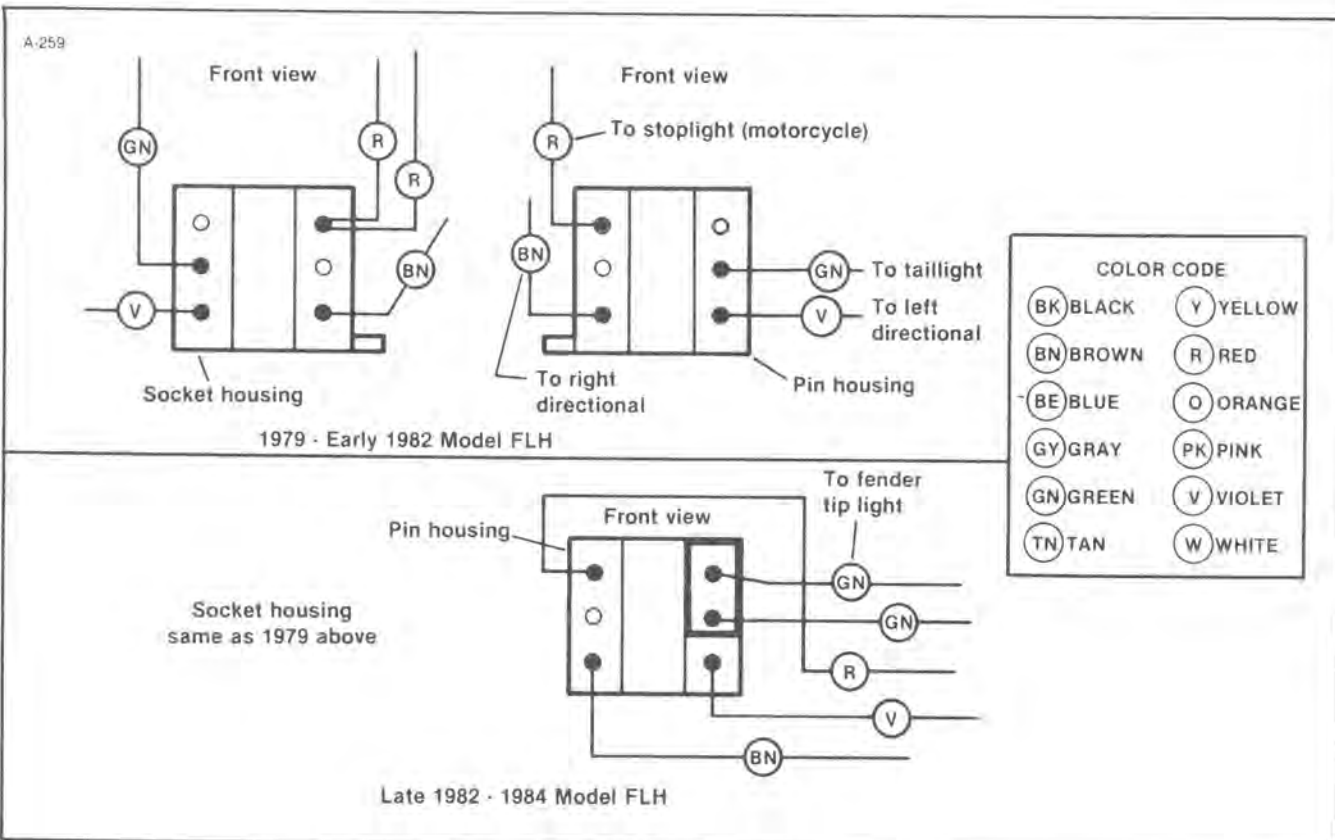 A-259
Front view
Front view
GN
R
R
BN
R
To stoplight (motorcycle)
BN
GN
To taillight
V
V
To left
directional
Socket housing
To right
directional
Pin housing
1979 - Early 1982 Model FLH
COLOR CODE
BK BLACK
Y YELLOW
BN BROWN
R RED
BE BLUE
O ORANGE
GY GRAY
PK PINK
GN GREEN
V VIOLET
TN TAN
W WHITE
To fender
tip light
Pin housing
Front view
GN
GN
R
V
BN
Socket housing
same as 1979 above
Late 1982 - 1984 Model FLH